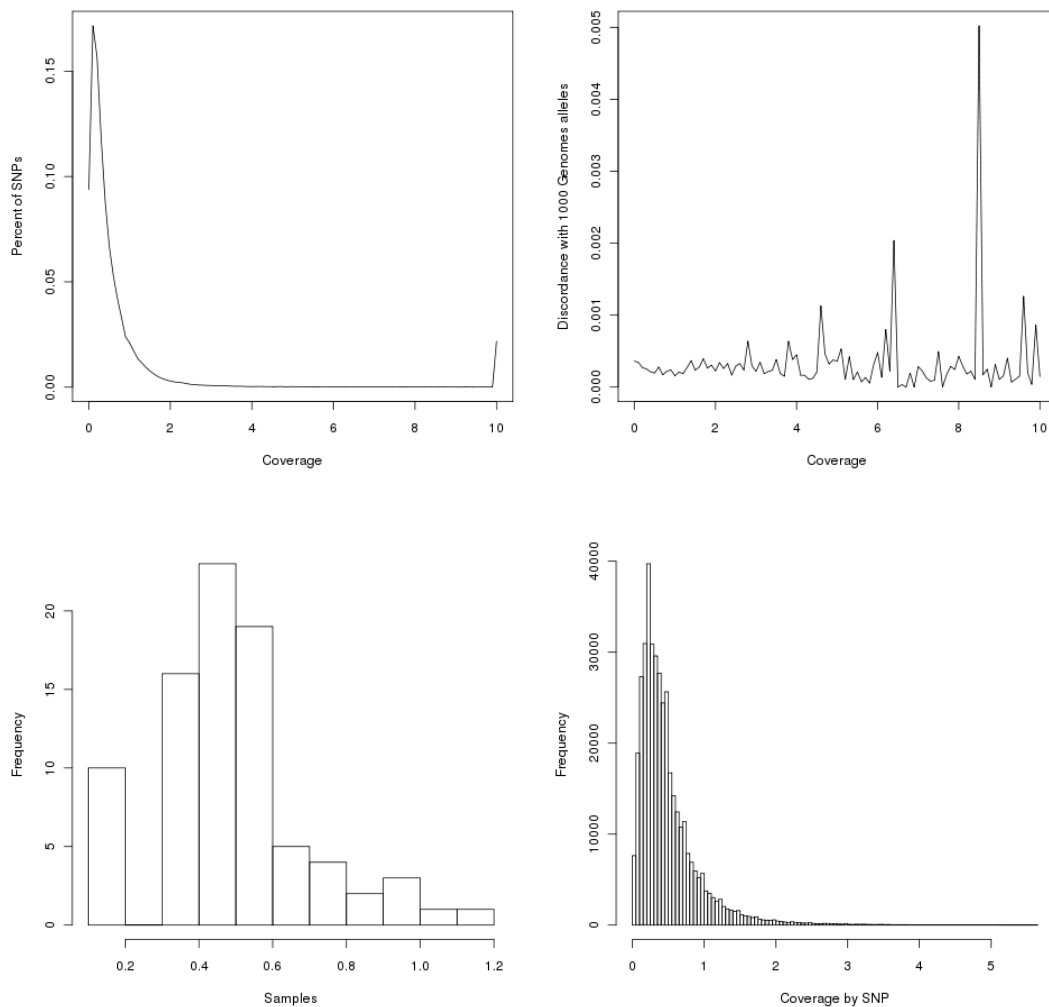 Percent of SNPs
0.00 0.05 0.10 0.15
0 2 4 6 8 10
Coverage
Discordance with 1000 Genomes alleles
0.000 0.001 0.002 0.003 0.004 0.005
0 2 4 6 8 10
Coverage
Frequency
0 5 10 15 20
0.2 0.4 0.6 0.8 1.0 1.2
Samples
Frequency
0 10000 20000 30000 40000
0 1 2 3 4 5
Coverage by SNP